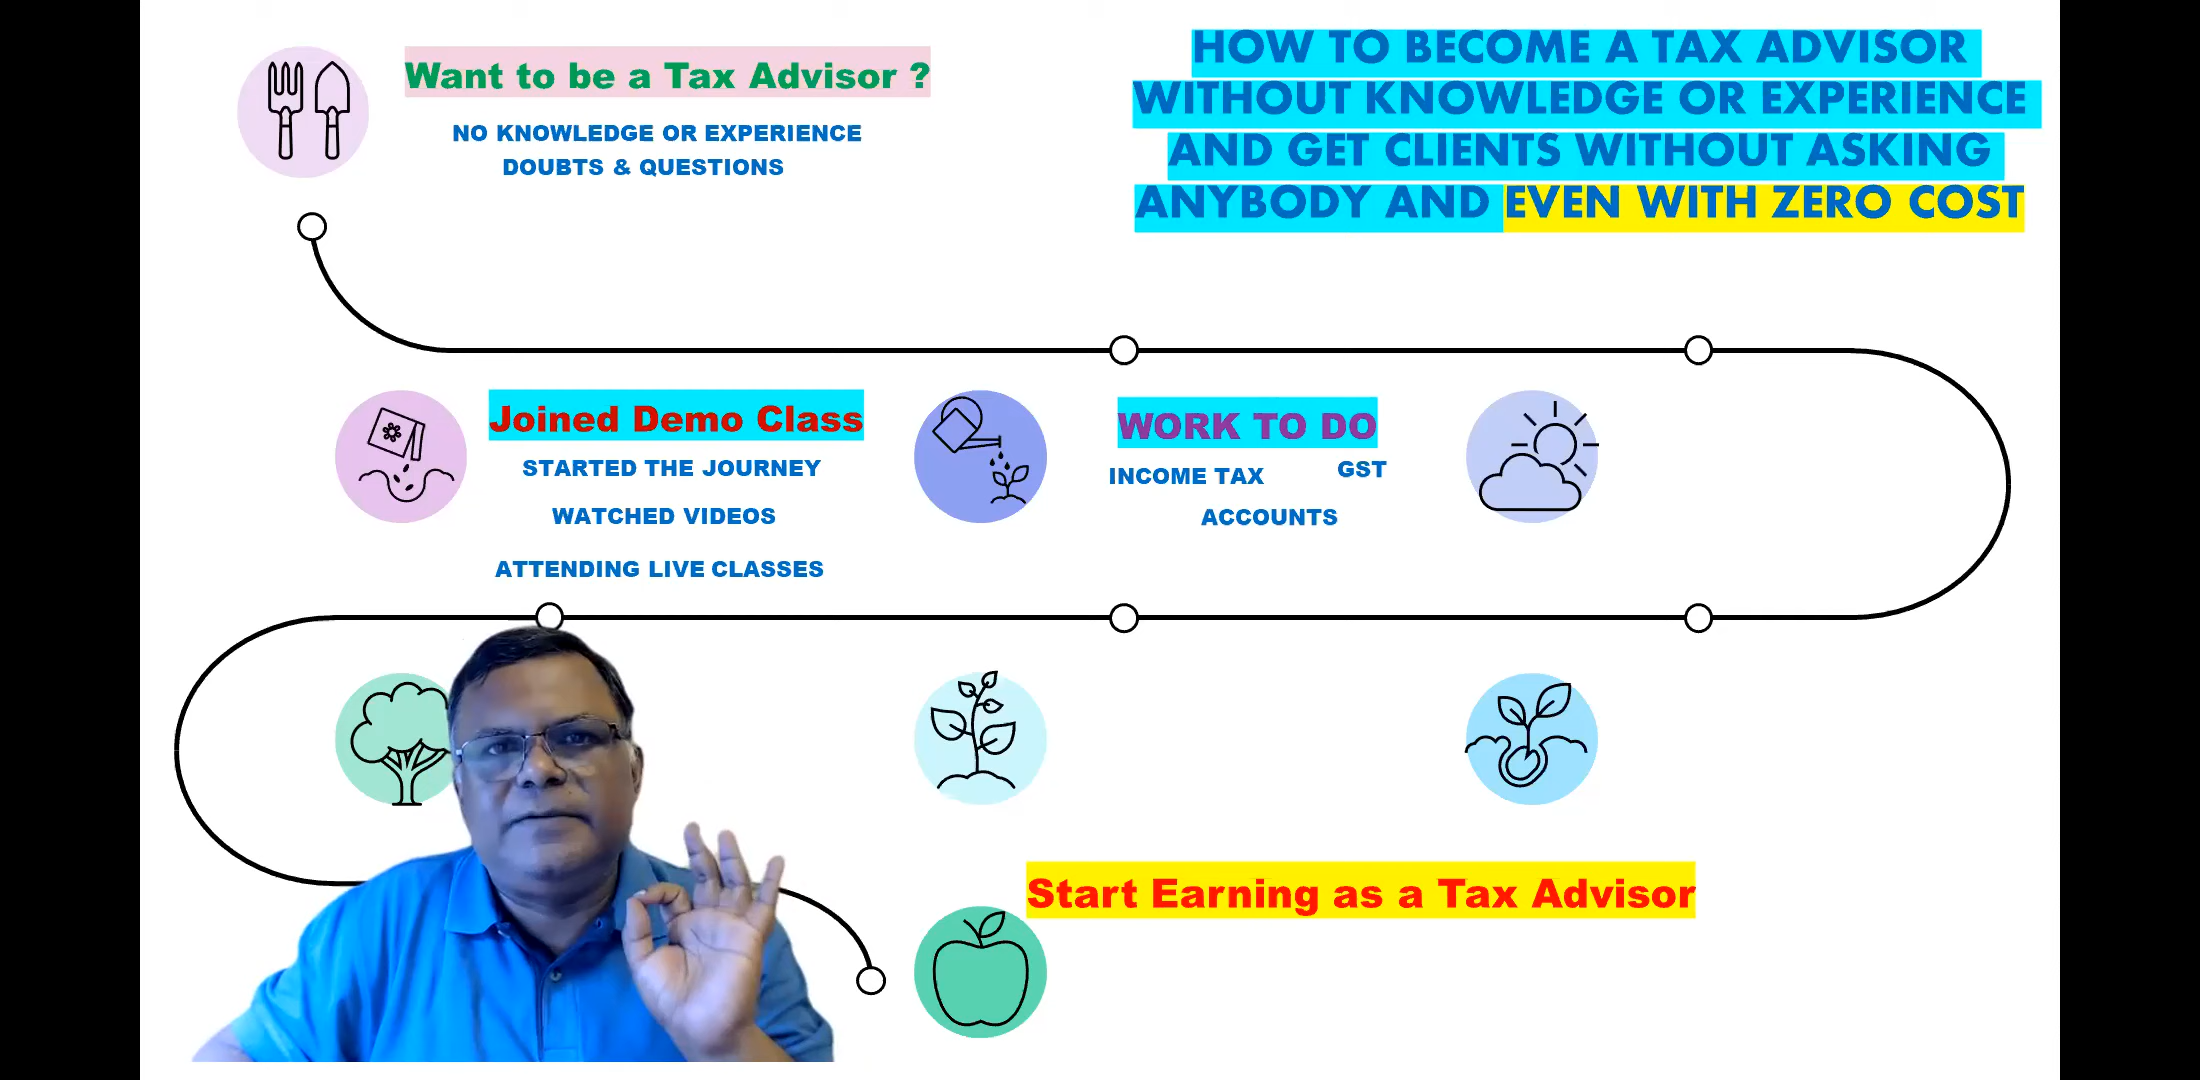 Want to be a Tax Advisor ?
NO KNOWLEDGE OR EXPERIENCE
DOUBTS & QUESTIONS
HOW TO BECOME A TAX ADVISOR
WITHOUT KNOWLEDGE OR EXPERIENCE
AND GET CLIENTS WITHOUT ASKING
ANYBODY AND EVEN WITH ZERO COST
Joined Demo Class
STARTED THE JOURNEY
WATCHED VIDEOS
ATTENDING LIVE CLASSES
WORK TO DO
INCOME TAX GST
ACCOUNTS
Start Earning as a Tax Advisor